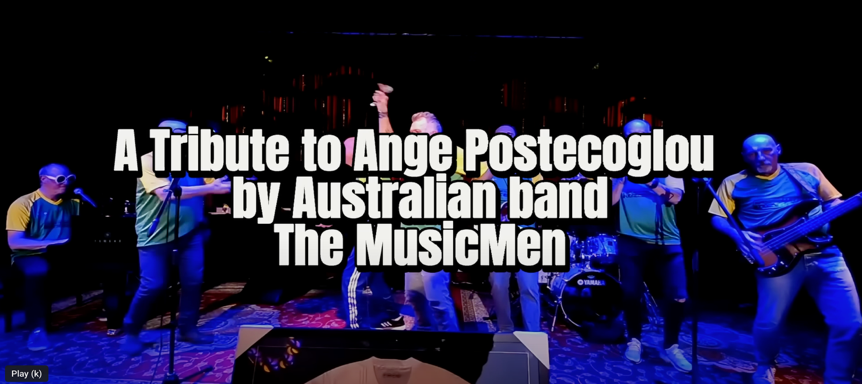 A Tribute to Ange Postecoglou
by Australian band
The MusicMen
YAMAHA
Play (k)